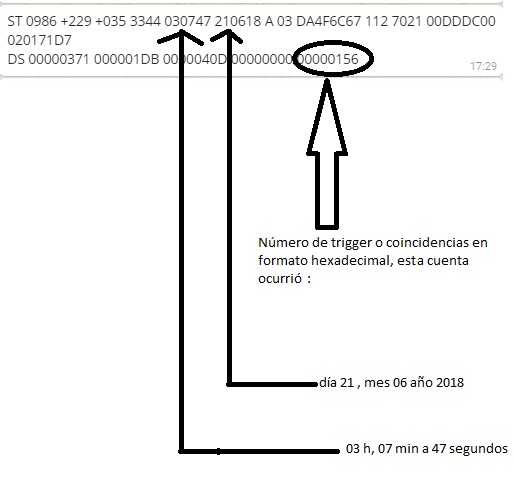 ST 0986 +229 +035 3344 030747 210618 A 03 DA4F6C67 112 7021 00DDDC00
020171D7
DS 00000371 000001DB 0000040D 00000000 00000156
17:29
Número de trigger o coincidencias en
formato hexadecimal, esta cuenta
ocurrió :
día 21 , mes 06 año 2018
03 h, 07 min a 47 segundos